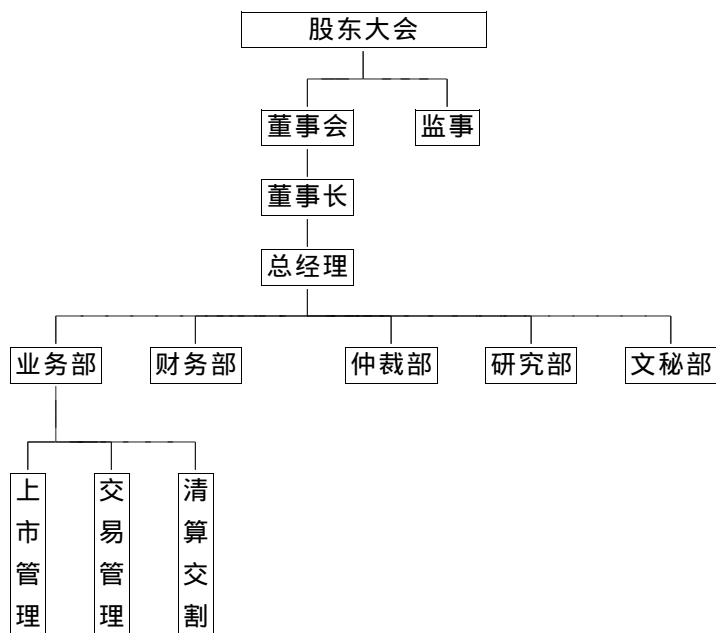 股东大会
董事会 监事
董事长
总经理
业务部 财务部 仲裁部 研究部 文秘部
上市管理
交易管理
清算交割